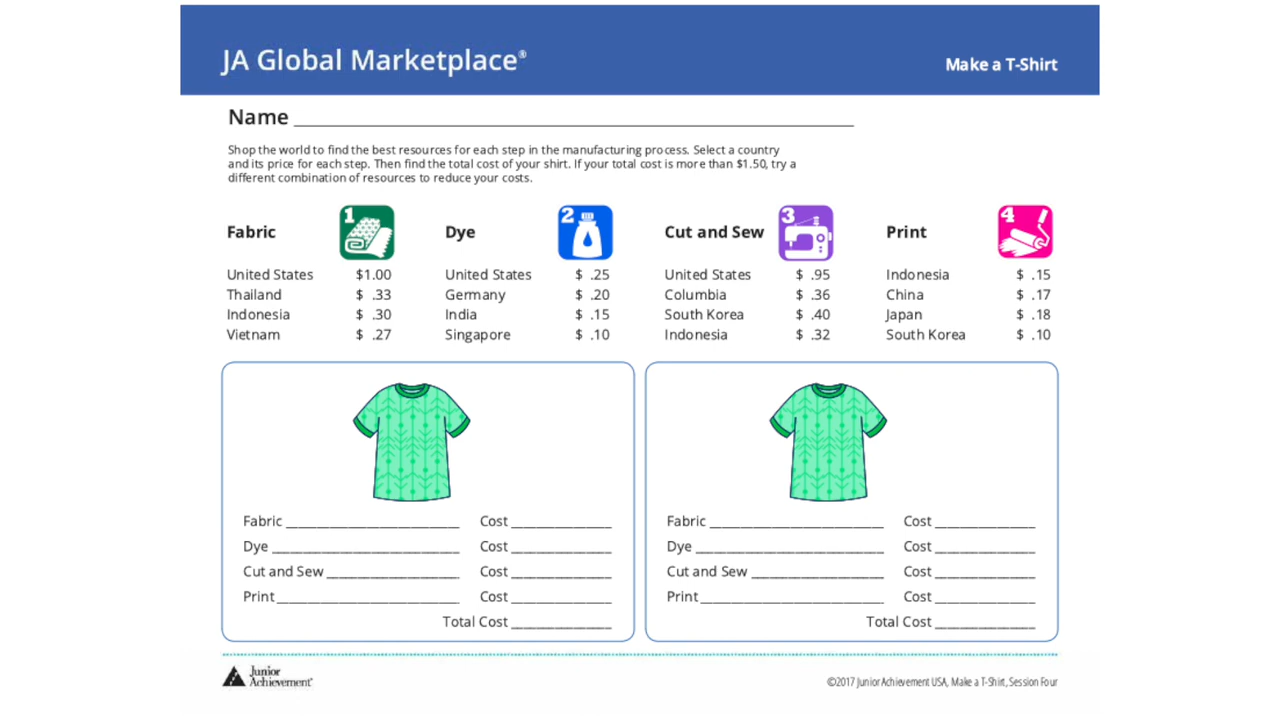 JA Global Marketplace®
Make a T-Shirt
Name
Shop the world to find the best resources for each step in the manufacturing process. Select a country
and its price for each step. Then find the total cost of your shirt. If your total cost is more than $1.50, try a
different combination of resources to reduce your costs.
Fabric 1 Dye 2 Cut and Sew 3 Print 4
United States $1.00 United States $ .25 United States $ .95 Indonesia $ .15
Thailand $ .33 Germany $ .20 Columbia $ .36 China $ .17
Indonesia $ .30 India $ .15 South Korea $ .40 Japan $ .18
Vietnam $ .27 Singapore $ .10 Indonesia $ .32 South Korea $ .10
Fabric Cost Fabric Cost
Dye Cost Dye Cost
Cut and Sew Cost Cut and Sew Cost
Print Cost Print Cost
Total Cost Total Cost
Junior
Achievement®
©2017 Junior Achievement USA, Make a T-Shirt, Session Four